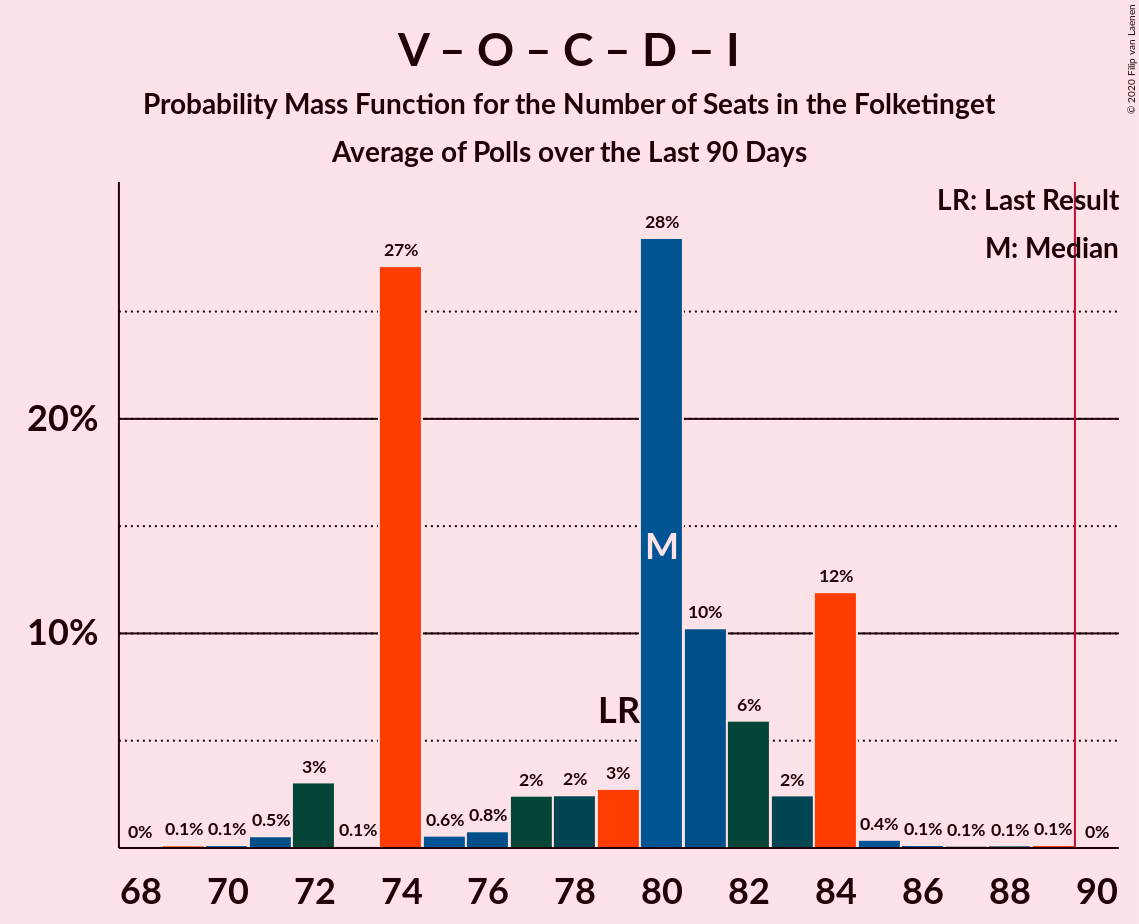 V – O – C – D – I
Probability Mass Function for the Number of Seats in the Folketinget
Average of Polls over the Last 90 Days
© 2020 Filip van Laenen
LR: Last Result
M: Median
20%
10%
0%
0.1%
0.1%
0.5%
3%
0.1%
27%
0.6%
0.8%
2%
2%
3%
28%
10%
6%
2%
12%
0.4%
0.1%
0.1%
0.1%
0.1%
0%
LR
M
68 70 72 74 76 78 80 82 84 86 88 90